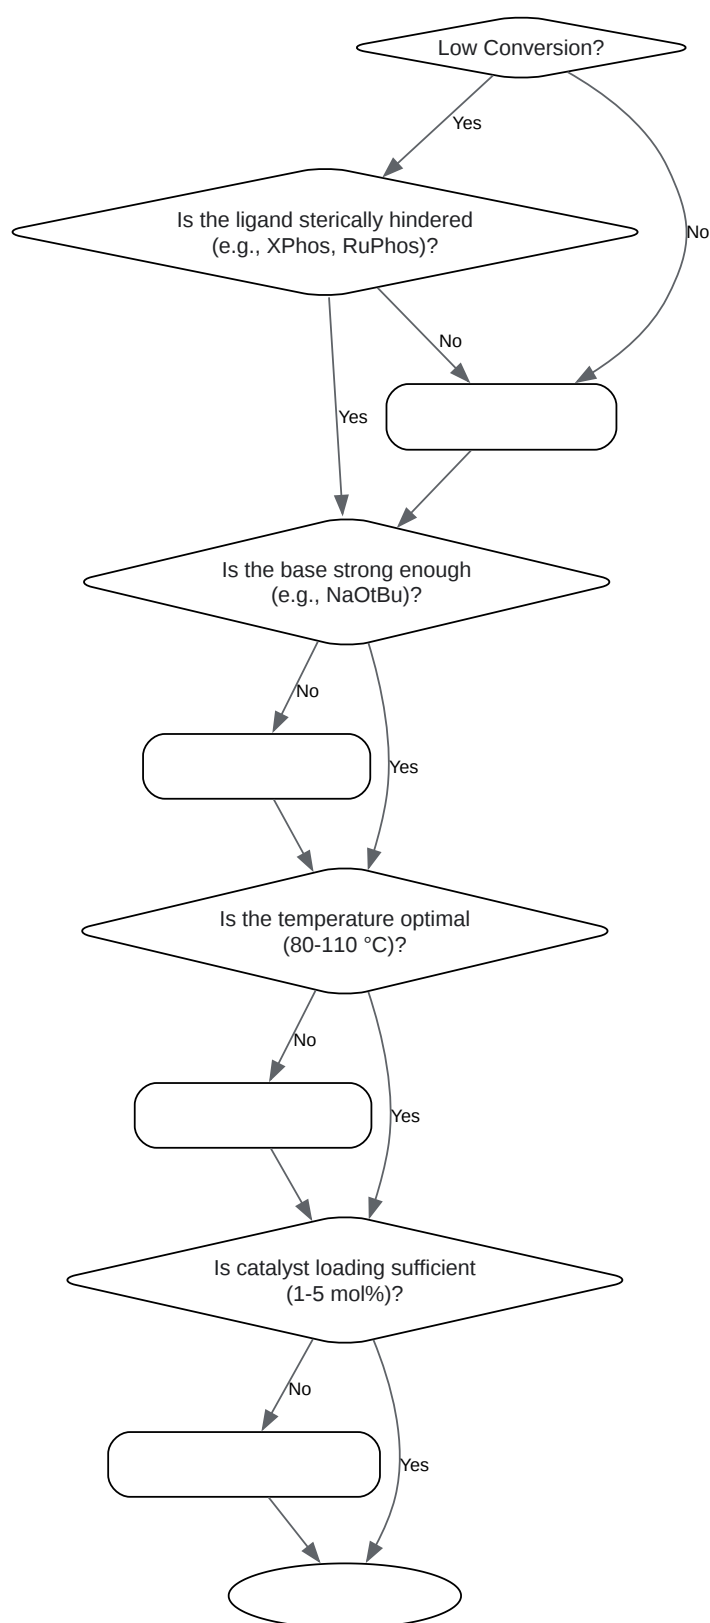 Low Conversion?
Yes
Is the ligand sterically hindered
(e.g., XPhos, RuPhos)?
No
No
Yes
Is the base strong enough
(e.g., NaOtBu)?
No
Yes
Is the temperature optimal
(80-110 °C)?
No
Yes
Is catalyst loading sufficient
(1-5 mol%)?
No
Yes